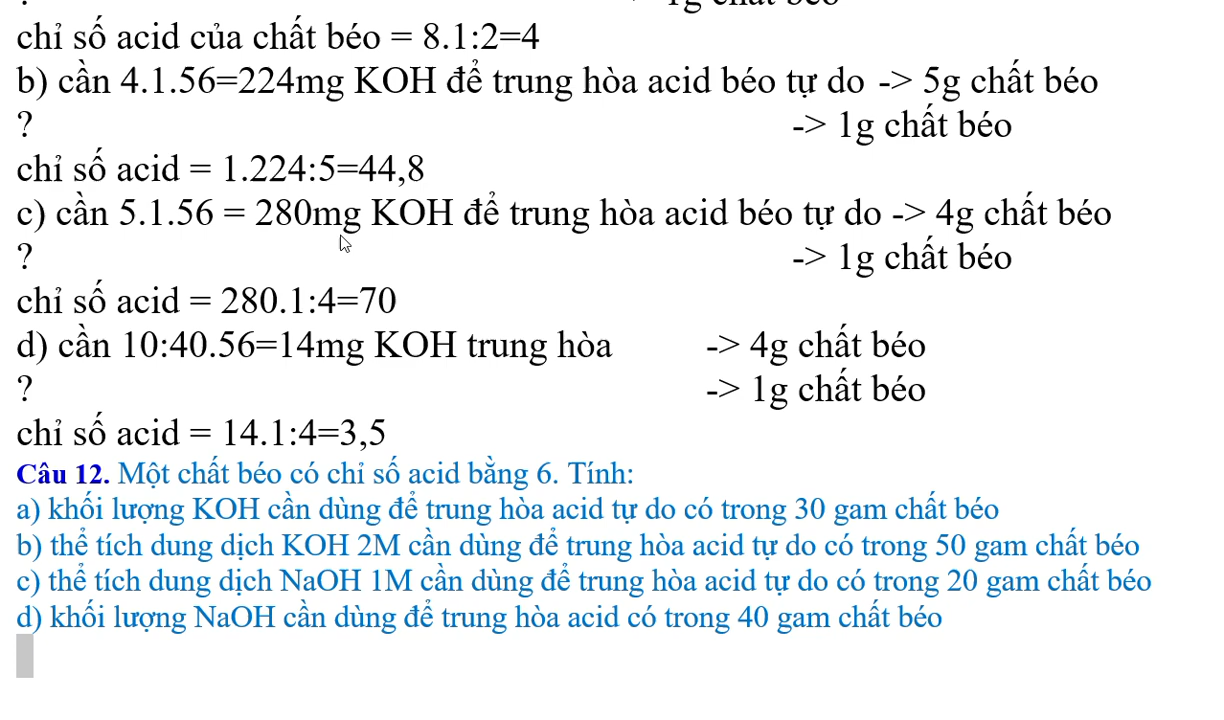 chỉ số acid của chất béo = 8.1:2=4
b) cần 4.1.56=224mg KOH để trung hòa acid béo tự do -> 5g chất béo
? -> 1g chất béo
chỉ số acid = 1.224:5=44,8
c) cần 5.1.56 = 280mg KOH để trung hòa acid béo tự do -> 4g chất béo
? -> 1g chất béo
chỉ số acid = 280.1:4=70
d) cần 10:40.56=14mg KOH trung hòa -> 4g chất béo
? -> 1g chất béo
chỉ số acid = 14.1:4=3,5
Câu 12. Một chất béo có chỉ số acid bằng 6. Tính:
a) khối lượng KOH cần dùng để trung hòa acid tự do có trong 30 gam chất béo
b) thể tích dung dịch KOH 2M cần dùng để trung hòa acid tự do có trong 50 gam chất béo
c) thể tích dung dịch NaOH 1M cần dùng để trung hòa acid tự do có trong 20 gam chất béo
d) khối lượng NaOH cần dùng để trung hòa acid có trong 40 gam chất béo